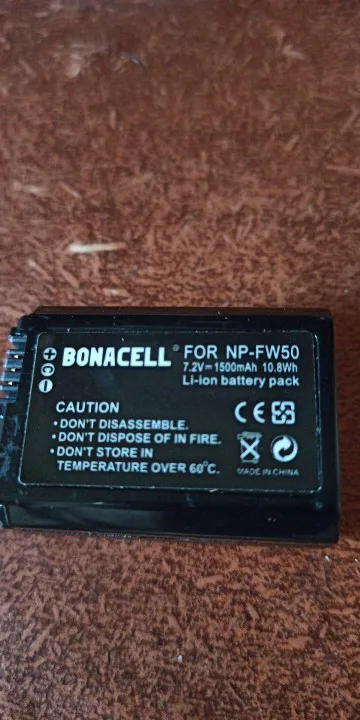 BONACELL® FOR NP-FW50
7.2V⎓1500mAh 10.8Wh
Li-ion battery pack
CAUTION
• DON'T DISASSEMBLE.
• DON'T DISPOSE OF IN FIRE.
• DON'T STORE IN
TEMPERATURE OVER 60°C.
CE
MADE IN CHINA